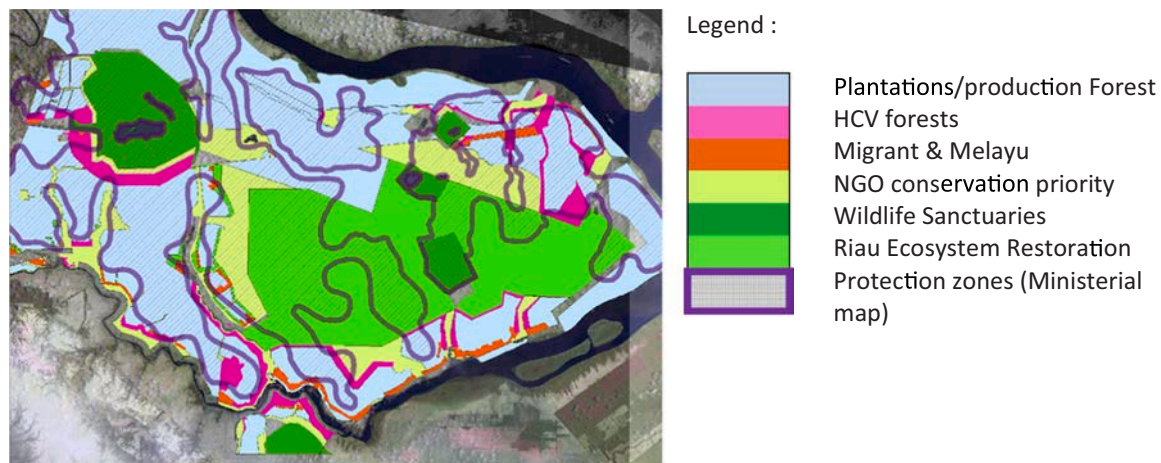 Legend :
Plantations/production Forest
HCV forests
Migrant & Melayu
NGO conservation priority
Wildlife Sanctuaries
Riau Ecosystem Restoration
Protection zones (Ministerial
map)